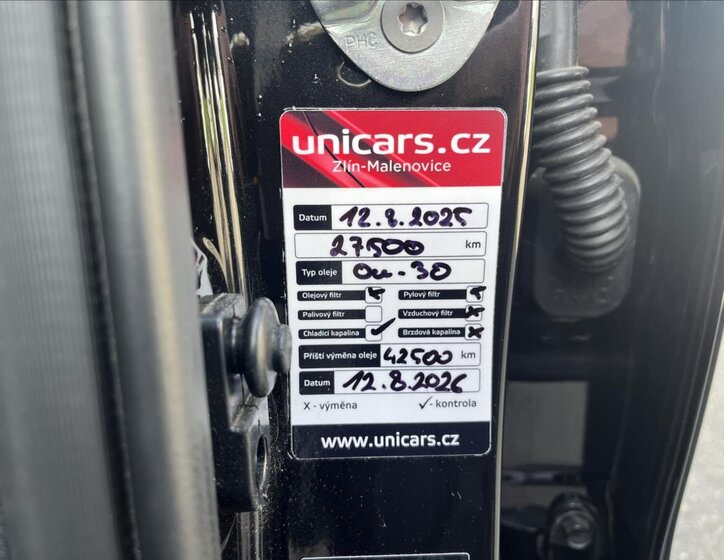 PHC
unicars.cz
Zlín-Malenovice
Datum 12.8.2025
27500 km
Typ oleje 0w-30
Olejový filtr x Pylový filtr x
Palivový filtr Vzduchový filtr x
Chladící kapalina ✓ Brzdová kapalina x
Příští výměna oleje 42500 km
Datum 12.8.2026
X - výměna ✓- kontrola
www.unicars.cz